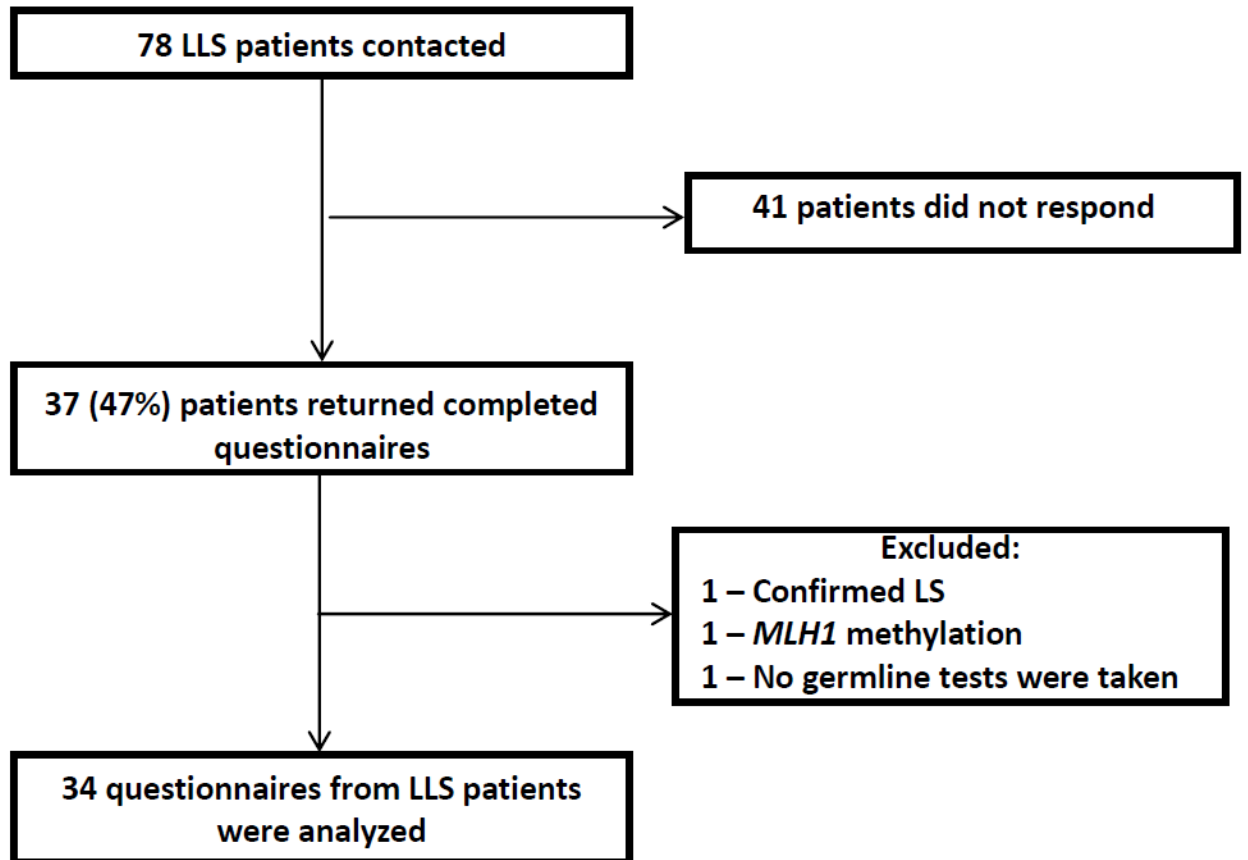 78 LLS patients contacted
41 patients did not respond
37 (47%) patients returned completed
questionnaires
Excluded:
1 – Confirmed LS
1 – MLH1 methylation
1 – No germline tests were taken
34 questionnaires from LLS patients
were analyzed